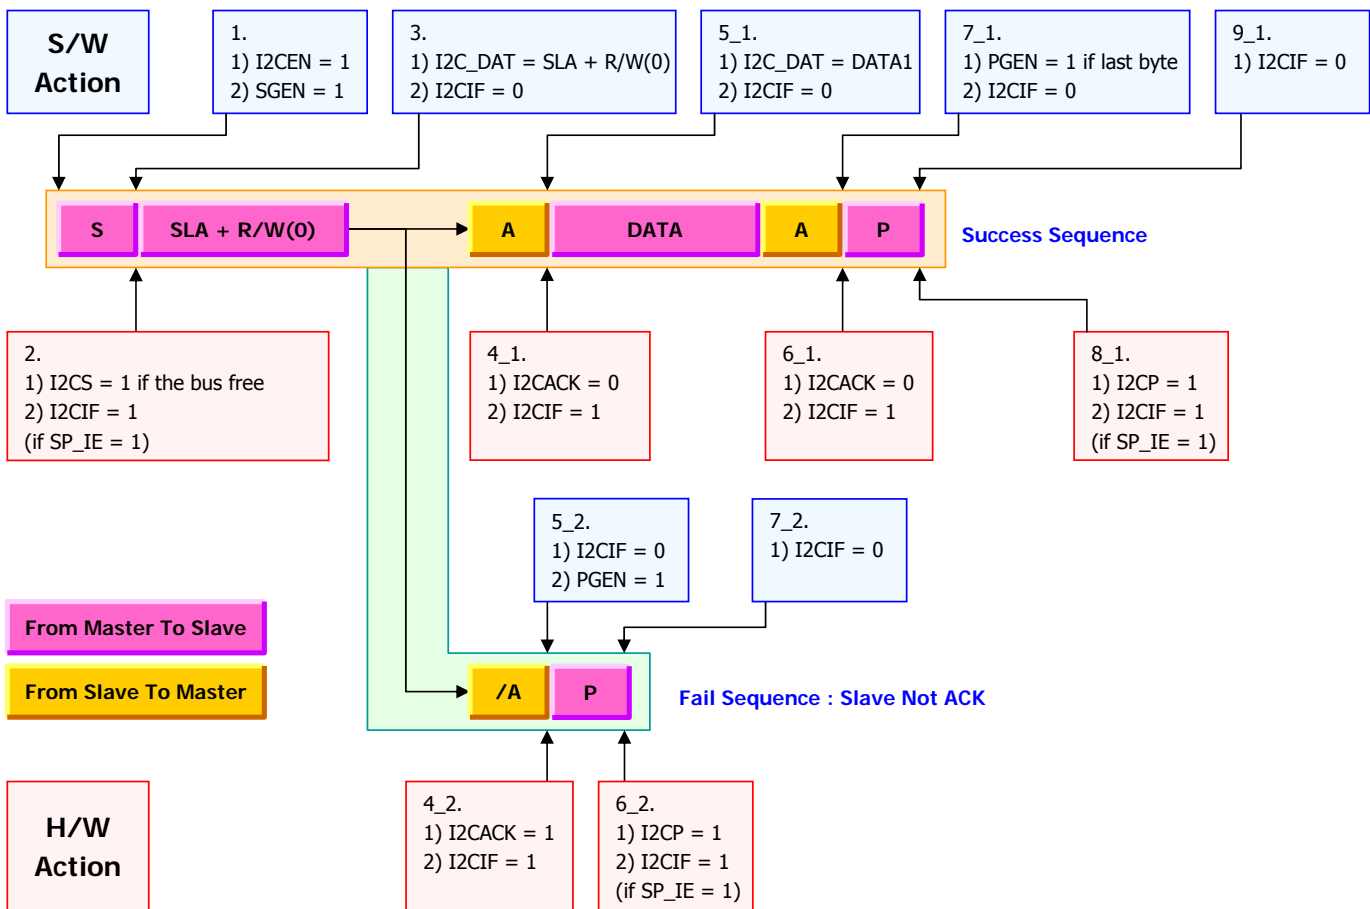 S/W
Action
1.
1) I2CEN = 1
2) SGEN = 1
3.
1) I2C_DAT = SLA + R/W(0)
2) I2CIF = 0
5_1.
1) I2C_DAT = DATA1
2) I2CIF = 0
7_1.
1) PGEN = 1 if last byte
2) I2CIF = 0
9_1.
1) I2CIF = 0
S
SLA + R/W(0)
A
DATA
A
P
Success Sequence
2.
1) I2CS = 1 if the bus free
2) I2CIF = 1
(if SP_IE = 1)
4_1.
1) I2CACK = 0
2) I2CIF = 1
6_1.
1) I2CACK = 0
2) I2CIF = 1
8_1.
1) I2CP = 1
2) I2CIF = 1
(if SP_IE = 1)
5_2.
1) I2CIF = 0
2) PGEN = 1
7_2.
1) I2CIF = 0
From Master To Slave
From Slave To Master
/A
P
Fail Sequence : Slave Not ACK
H/W
Action
4_2.
1) I2CACK = 1
2) I2CIF = 1
6_2.
1) I2CP = 1
2) I2CIF = 1
(if SP_IE = 1)